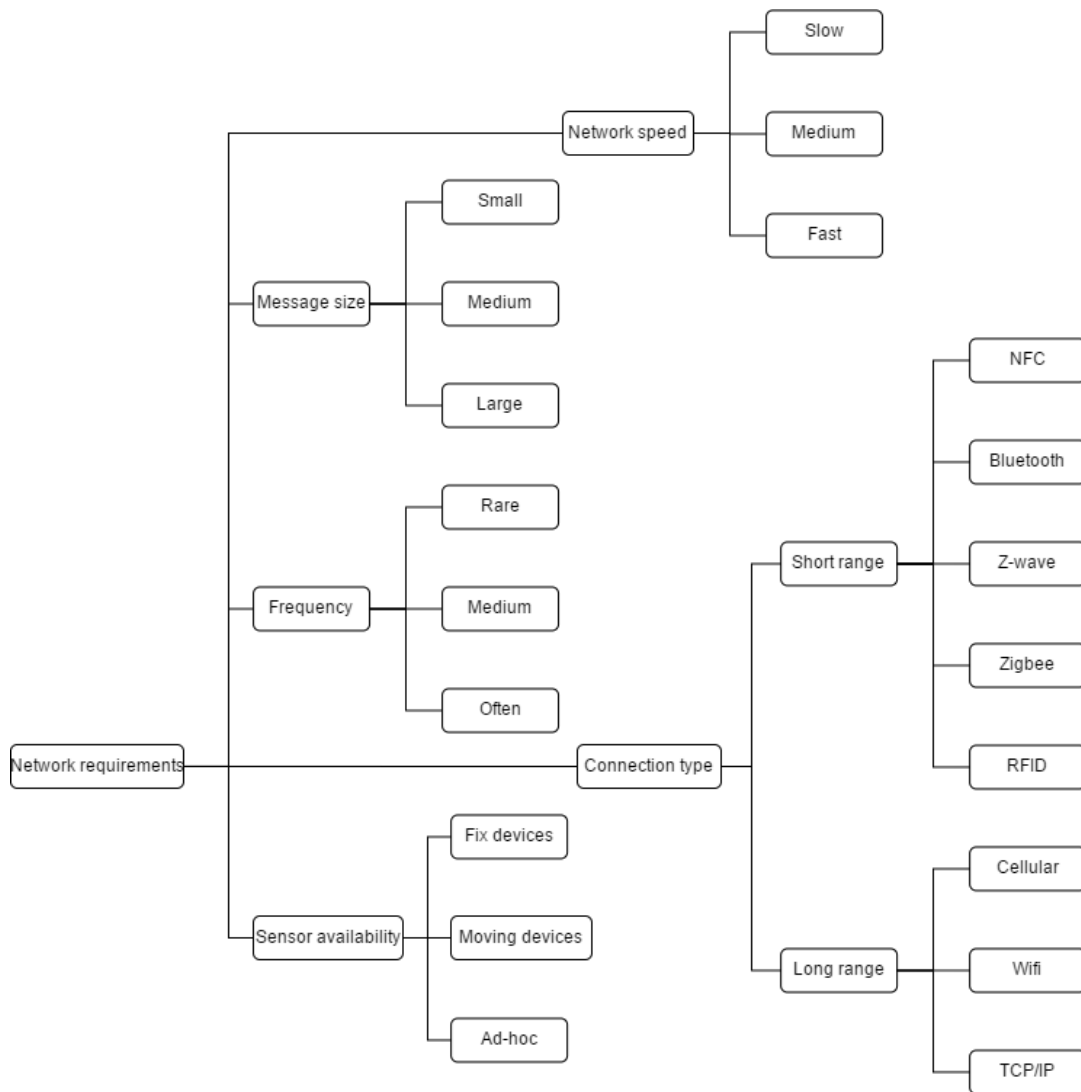 Slow
Network speed
Medium
Fast
Small
Message size
Medium
Large
NFC
Bluetooth
Rare
Short range
Z-wave
Frequency
Medium
Zigbee
Often
Network requirements
Connection type
RFID
Fix devices
Cellular
Sensor availability
Moving devices
Long range
Wifi
Ad-hoc
TCP/IP